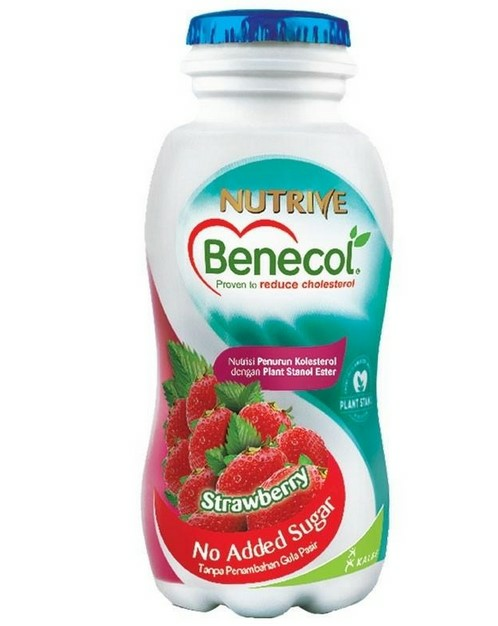 NUTRIVE
Benecol
Proven to reduce cholesterol
Nutrisi Penurun Kolesterol
dengan Plant Stanol Ester
PLANT
Strawberry
No Added Sugar
Tanpa Penambahan Gula Pasir